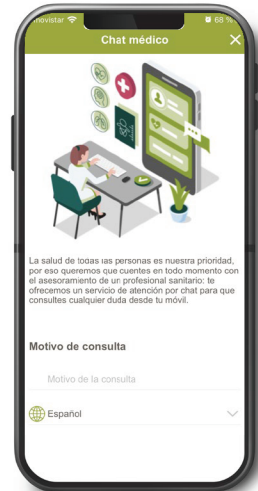 movistar 68 %
Chat médico
La salud de todas las personas es nuestra prioridad,
por eso queremos que cuentes en todo momento con
el asesoramiento de un profesional sanitario: te
ofrecemos un servicio de atención por chat para que
consultes cualquier duda desde tu móvil.
Motivo de consulta
Motivo de la consulta
Español